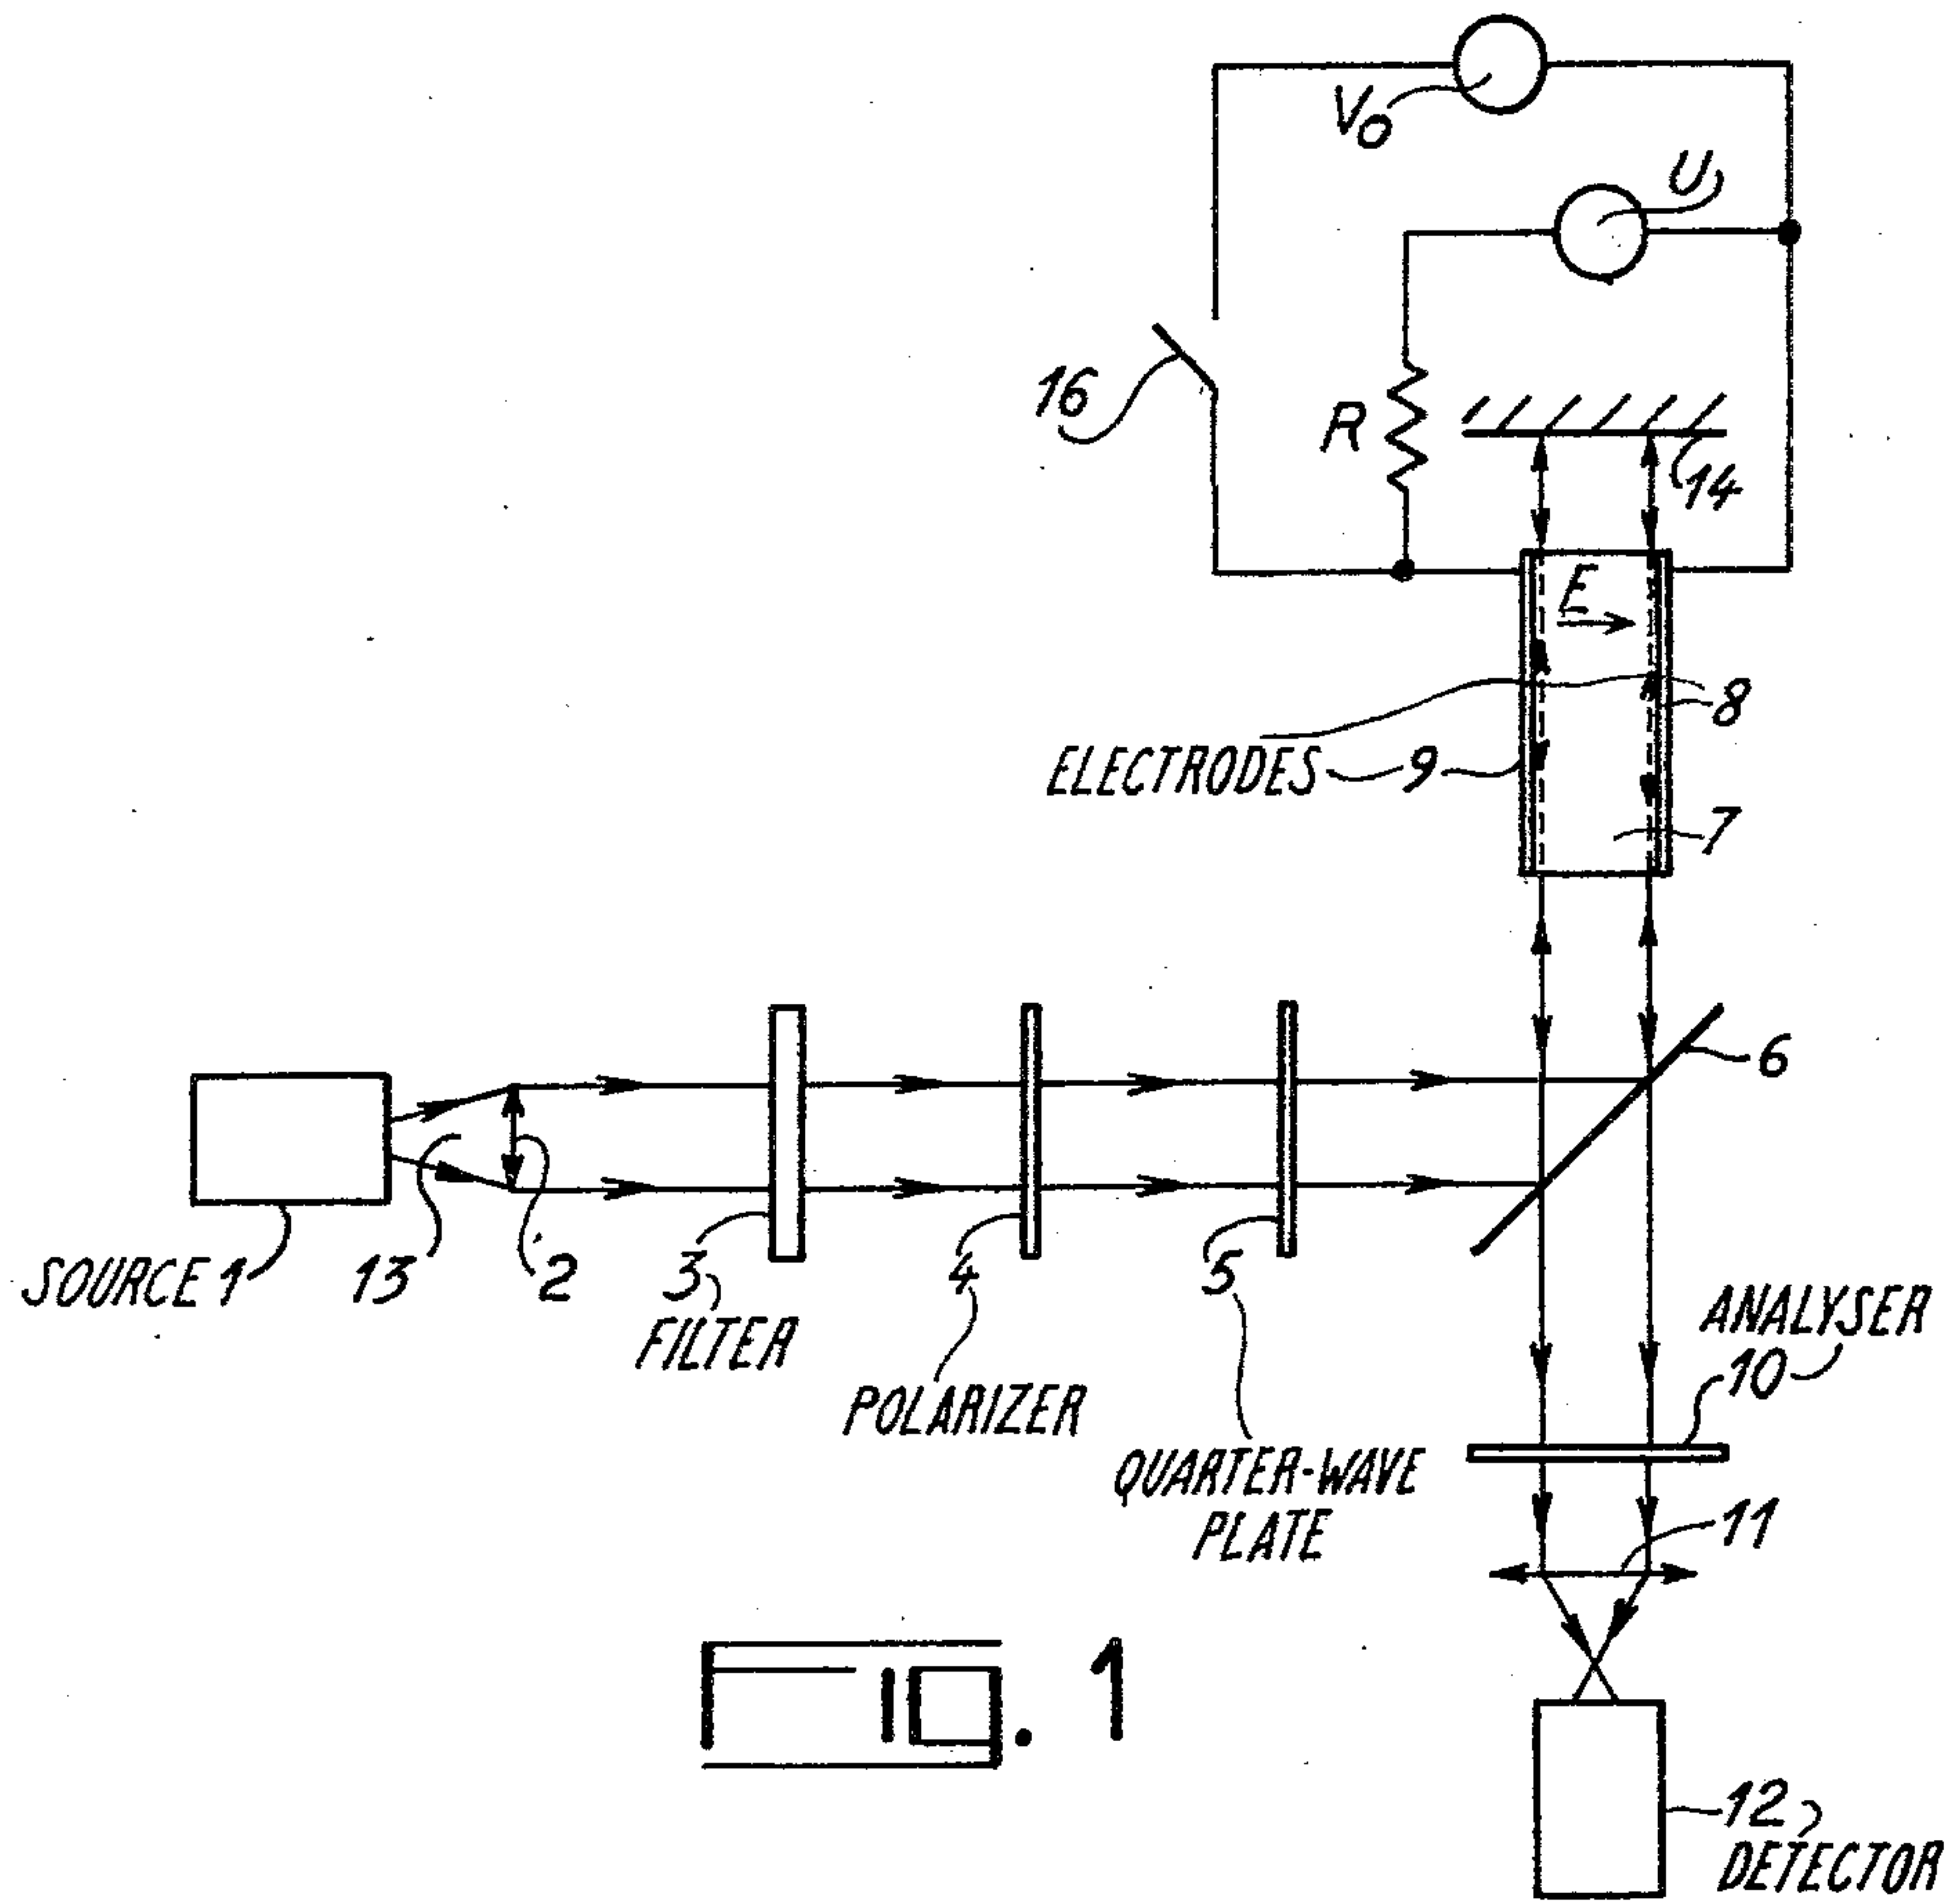 V0
U
16
R
14
E
8
ELECTRODES 9
7
6
SOURCE 1
13
2
3
FILTER
4
POLARIZER
5
QUARTER-WAVE
PLATE
ANALYSER
10
11
FIG. 1
12
DETECTOR